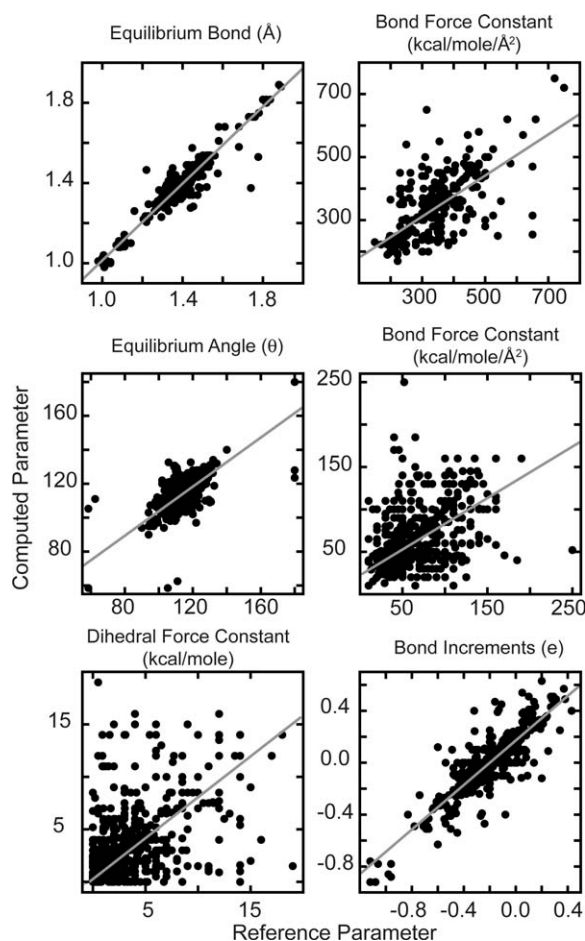 Equilibrium Bond (Å)
Bond Force Constant
(kcal/mole/Å²)
1.8
1.4
1.0
1.0 1.4 1.8
700
500
300
300 500 700
Equilibrium Angle (θ)
Bond Force Constant
(kcal/mole/Å²)
160
120
80
80 120 160
250
150
50
50 150 250
Computed Parameter
Dihedral Force Constant
(kcal/mole)
Bond Increments (e)
15
5
5 15
0.4
0.0
-0.4
-0.8
-0.8 -0.4 0.0 0.4
Reference Parameter